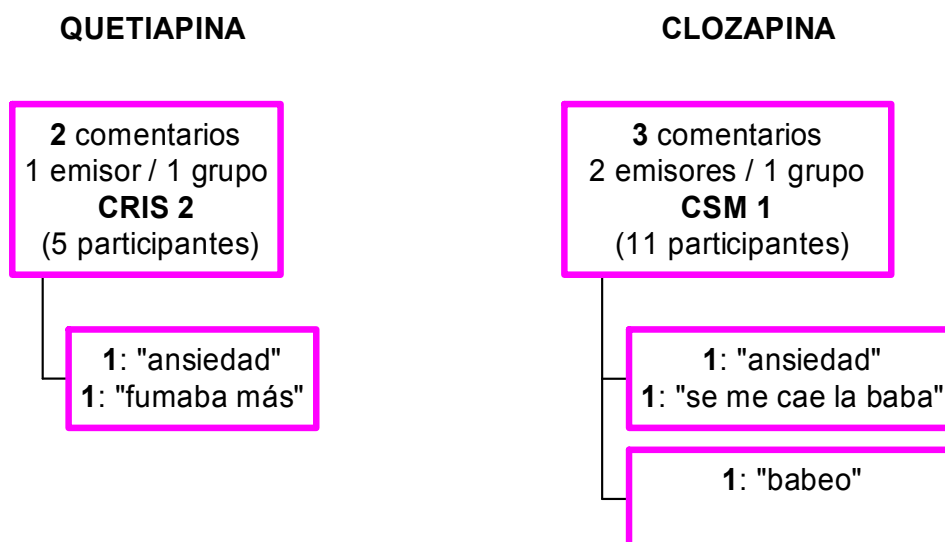 QUETIAPINA
2 comentarios
1 emisor / 1 grupo
CRIS 2
(5 participantes)
1: "ansiedad"
1: "fumaba más"
CLOZAPINA
3 comentarios
2 emisores / 1 grupo
CSM 1
(11 participantes)
1: "ansiedad"
1: "se me cae la baba"
1: "babeo"